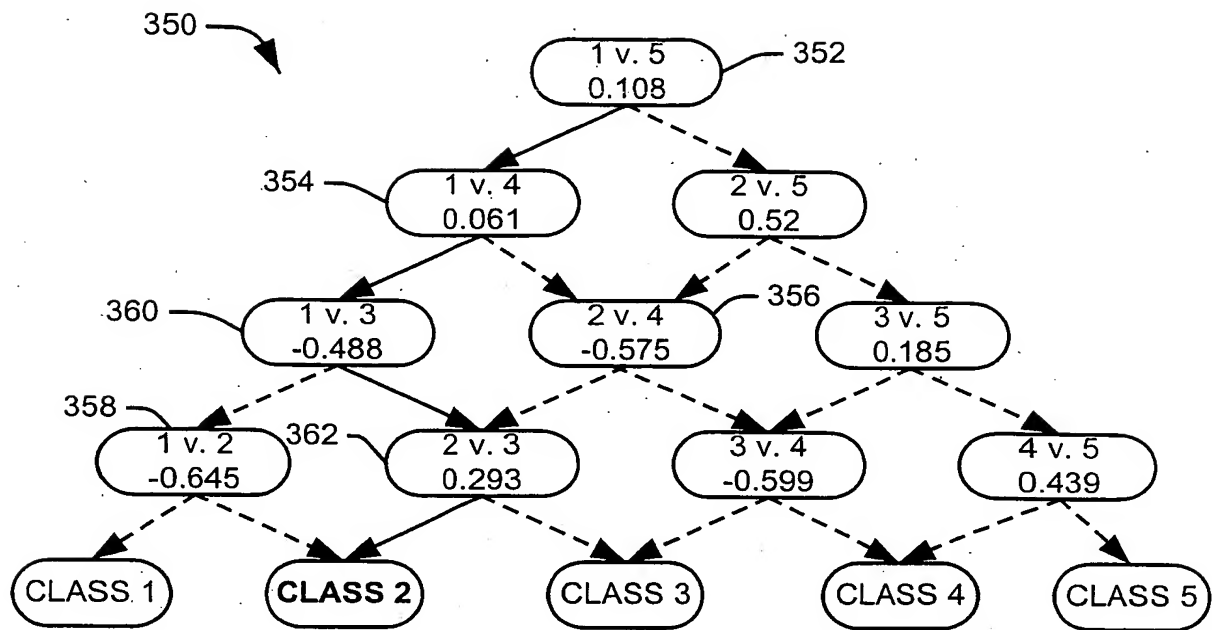 350
1 v. 5
0.108
352
354
1 v. 4
0.061
2 v. 5
0.52
360
1 v. 3
-0.488
2 v. 4
-0.575
356
3 v. 5
0.185
358
1 v. 2
-0.645
362
2 v. 3
0.293
3 v. 4
-0.599
4 v. 5
0.439
CLASS 1
CLASS 2
CLASS 3
CLASS 4
CLASS 5